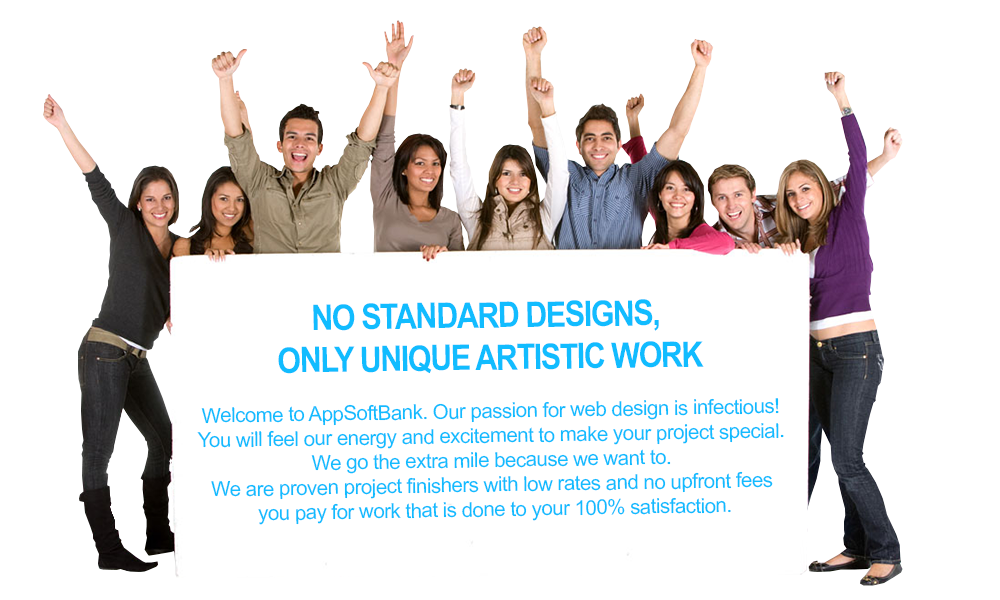 NO STANDARD DESIGNS,
ONLY UNIQUE ARTISTIC WORK
Welcome to AppSoftBank. Our passion for web design is infectious!
You will feel our energy and excitement to make your project special.
We go the extra mile because we want to.
We are proven project finishers with low rates and no upfront fees
you pay for work that is done to your 100% satisfaction.